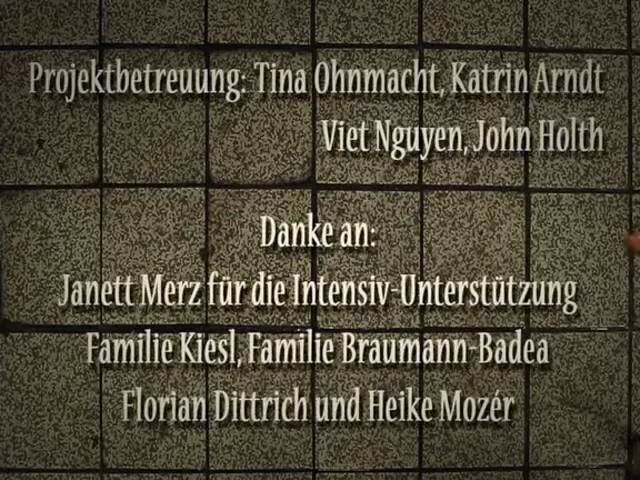 Projektbetreuung: Tina Ohnmacht, Katrin Arndt
Viet Nguyen, John Holth
Danke an:
Janett Merz für die Intensiv-Unterstützung
Familie Kiesl, Familie Braumann-Badea
Florian Dittrich und Heike Mozér